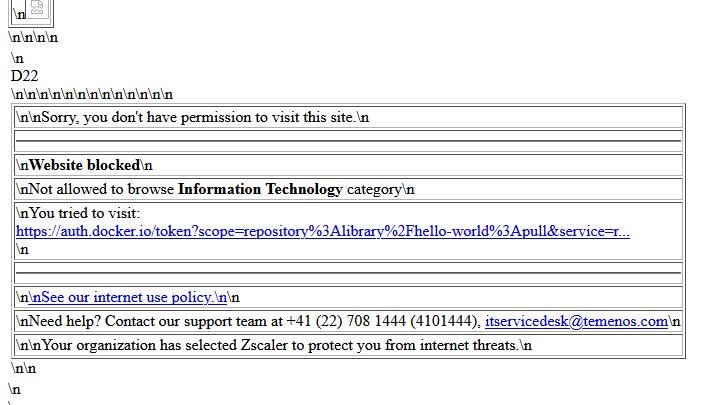 \n
\n\n\n\n
\n
D22
\n\n\n\n\n\n\n\n\n\n\n\n\n
\n\nSorry, you don't have permission to visit this site.\n
\nWebsite blocked\n
\nNot allowed to browse Information Technology category\n
\nYou tried to visit:
https://auth.docker.io/token?scope=repository%3Alibrary%2Fhello-world%3Apull&service=r...
\n
\n\nSee our internet use policy.\n\n
\nNeed help? Contact our support team at +41 (22) 708 1444 (4101444), itservicedesk@temenos.com\n
\n\nYour organization has selected Zscaler to protect you from internet threats.\n
\n\n
\n